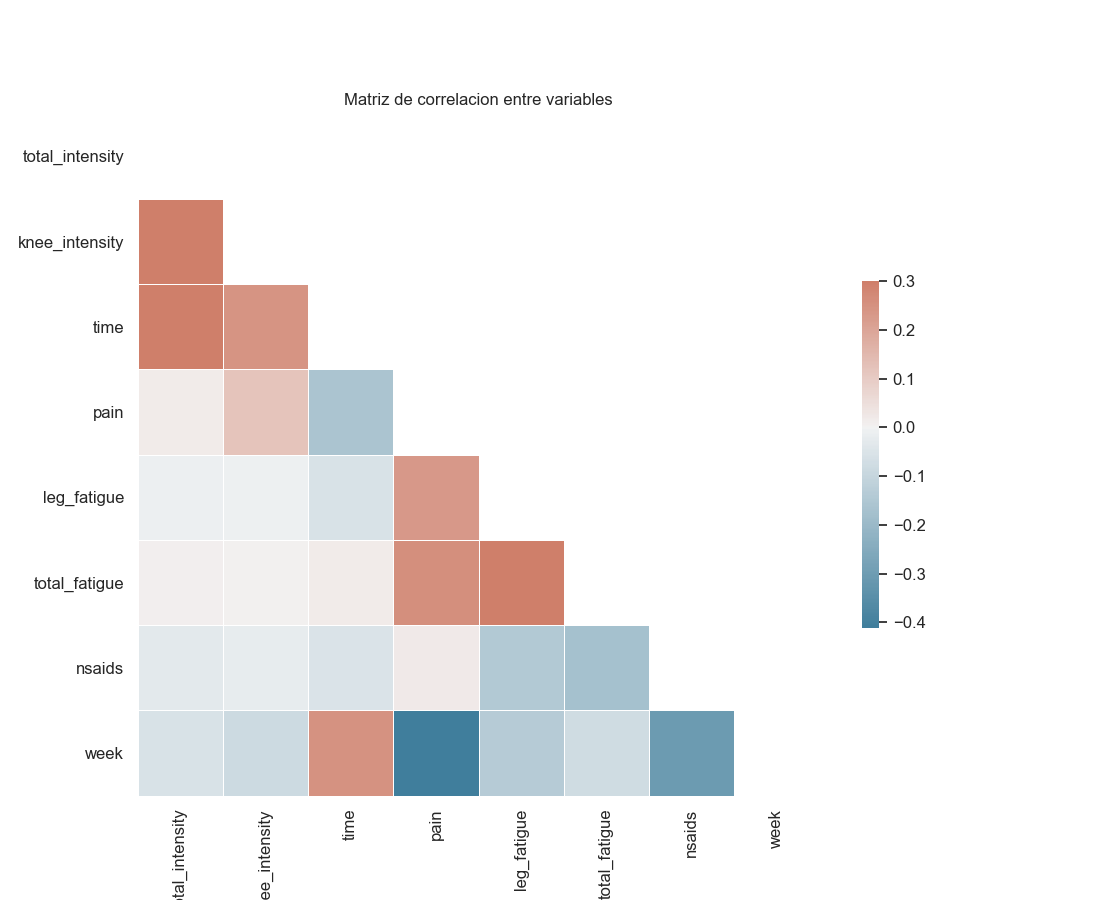 Matriz de correlacion entre variables
total_intensity
knee_intensity
time
pain
leg_fatigue
total_fatigue
nsaids
week
0.3
0.2
0.1
0.0
−0.1
−0.2
−0.3
−0.4
otal_intensity
ee_intensity
time
pain
leg_fatigue
total_fatigue
nsaids
week